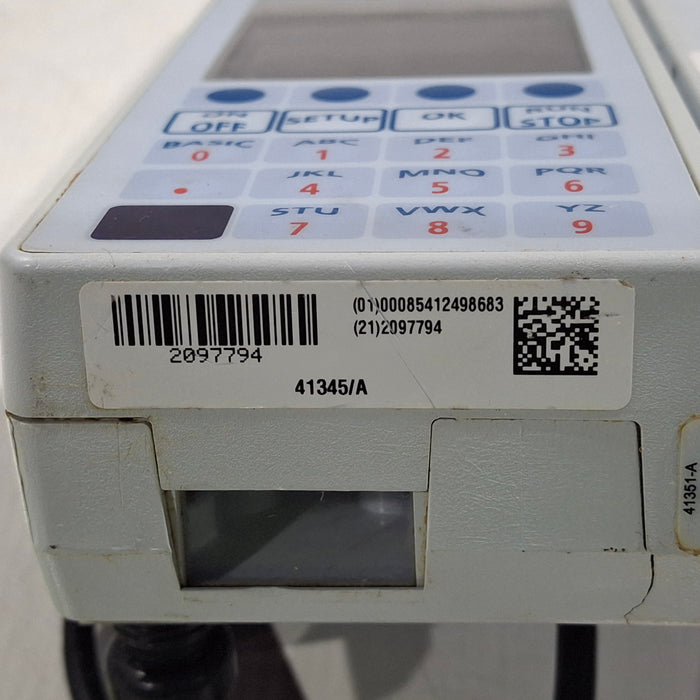 ON
OFF
SETUP
OK
RUN
STOP
BASIC
0
ABC
1
DEF
2
GHI
3
.
JKL
4
MNO
5
PQR
6
STU
7
VWX
8
YZ
9
2097794
(01)00085412498683
(21)2097794
41345/A
41351-A